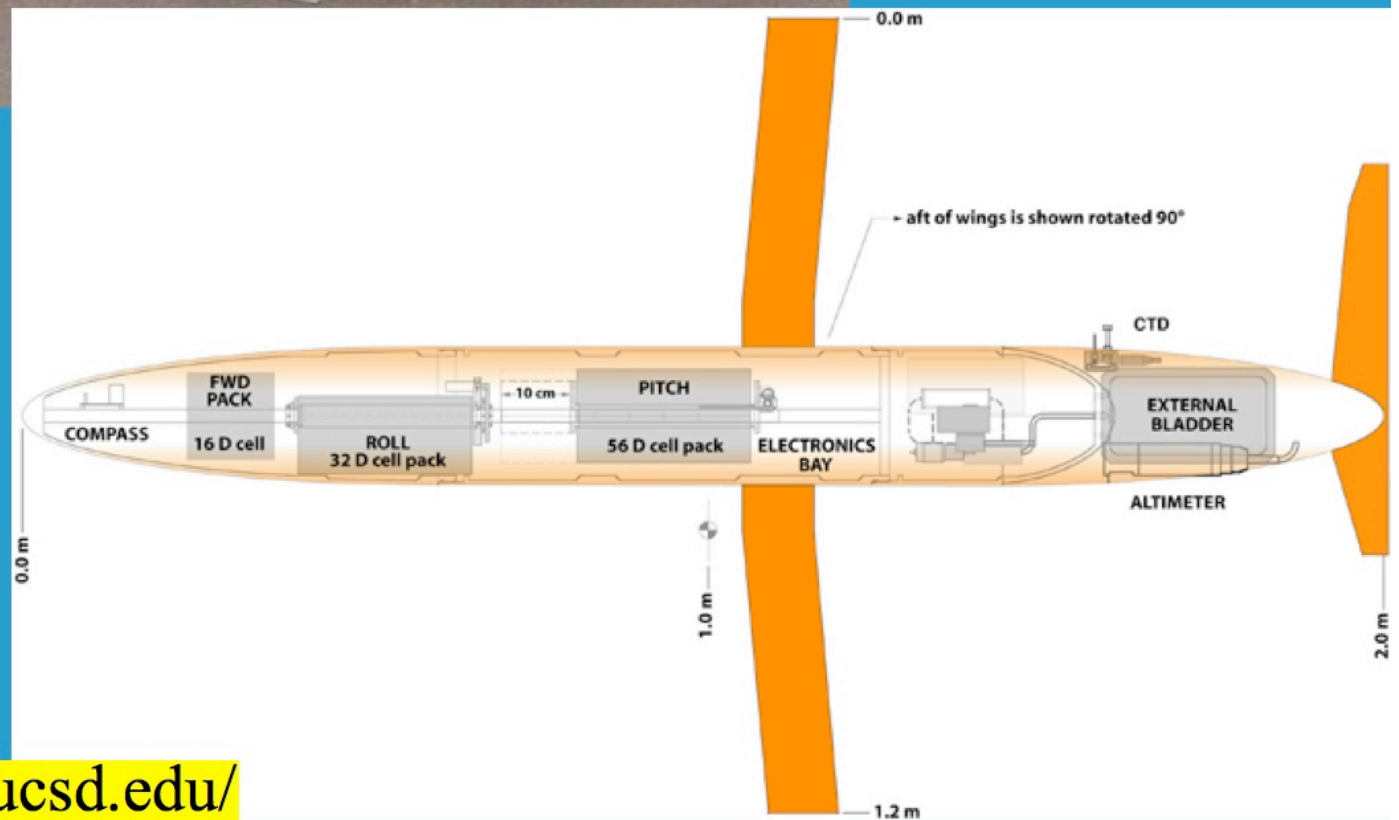 0.0 m
aft of wings is shown rotated 90°
CTD
FWD
PACK
10 cm
PITCH
COMPASS
16 D cell
ROLL
32 D cell pack
56 D cell pack
ELECTRONICS
BAY
EXTERNAL
BLADDER
ALTIMETER
0.0 m
1.0 m
2.0 m
1.2 m
ucsd.edu/